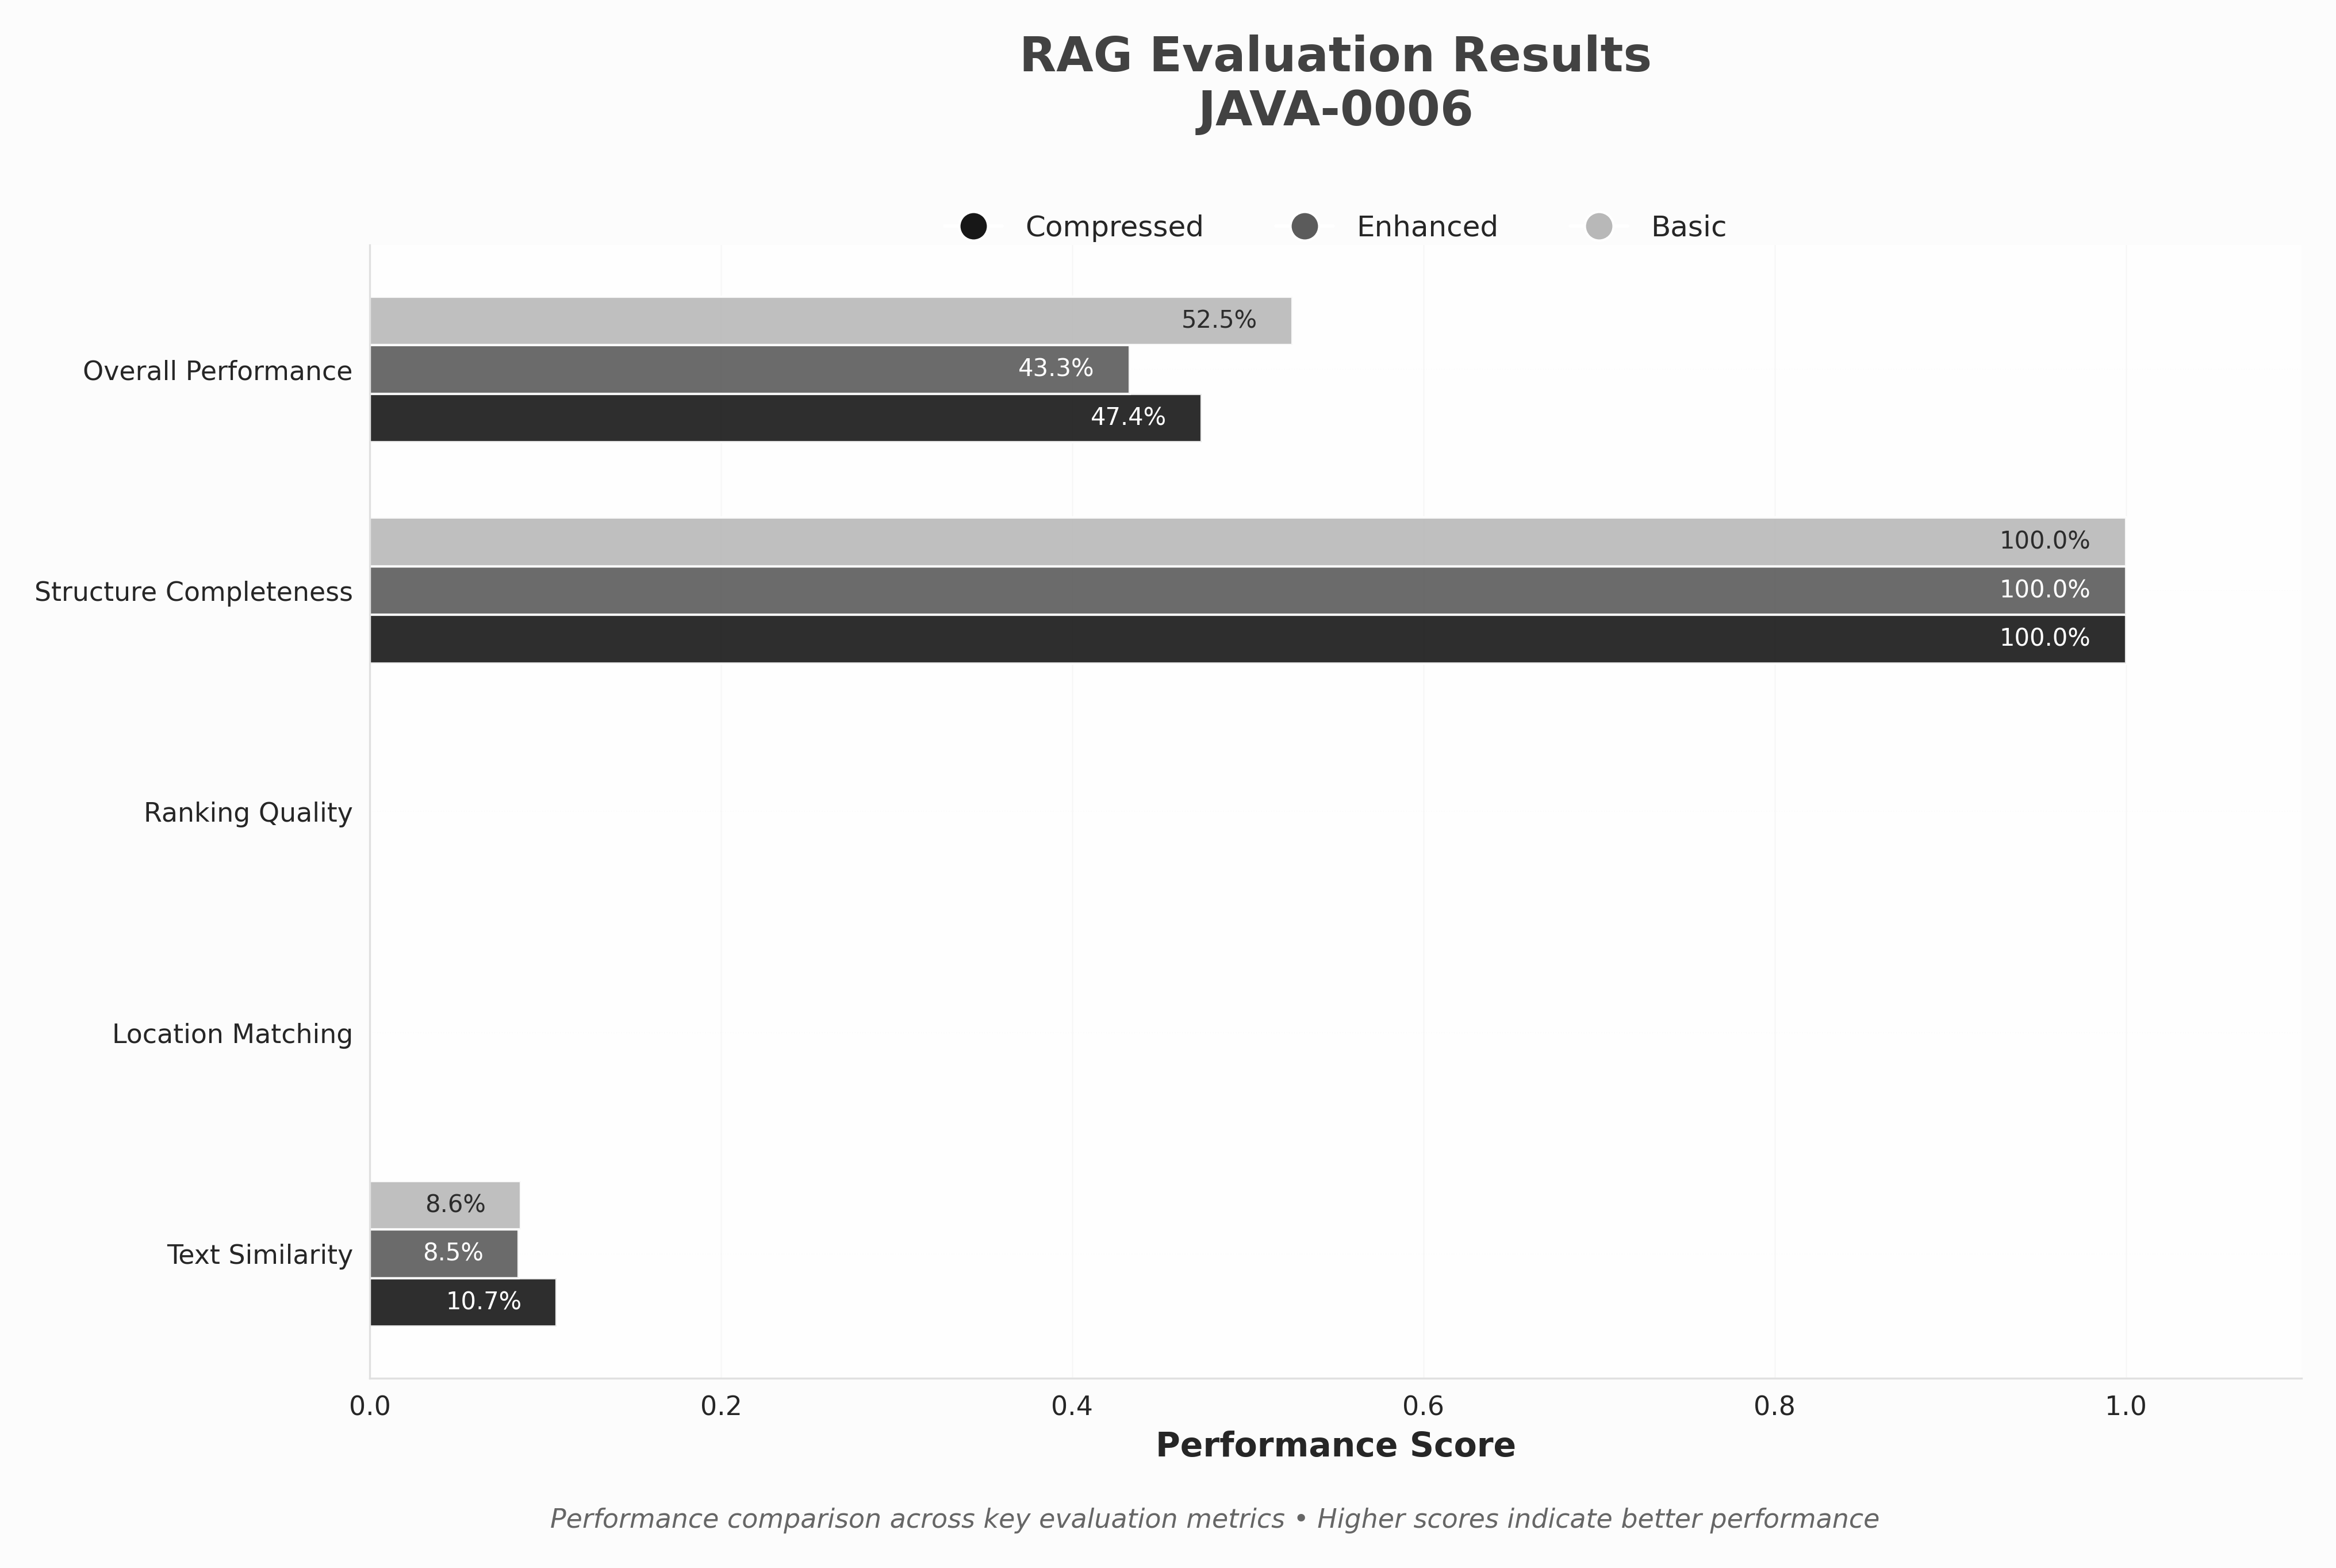 RAG Evaluation Results
JAVA-0006
Compressed
Enhanced
Basic
Overall Performance
52.5%
43.3%
47.4%
Structure Completeness
100.0%
100.0%
100.0%
Ranking Quality
Location Matching
Text Similarity
8.6%
8.5%
10.7%
0.0
0.2
0.4
0.6
0.8
1.0
Performance Score
Performance comparison across key evaluation metrics • Higher scores indicate better performance